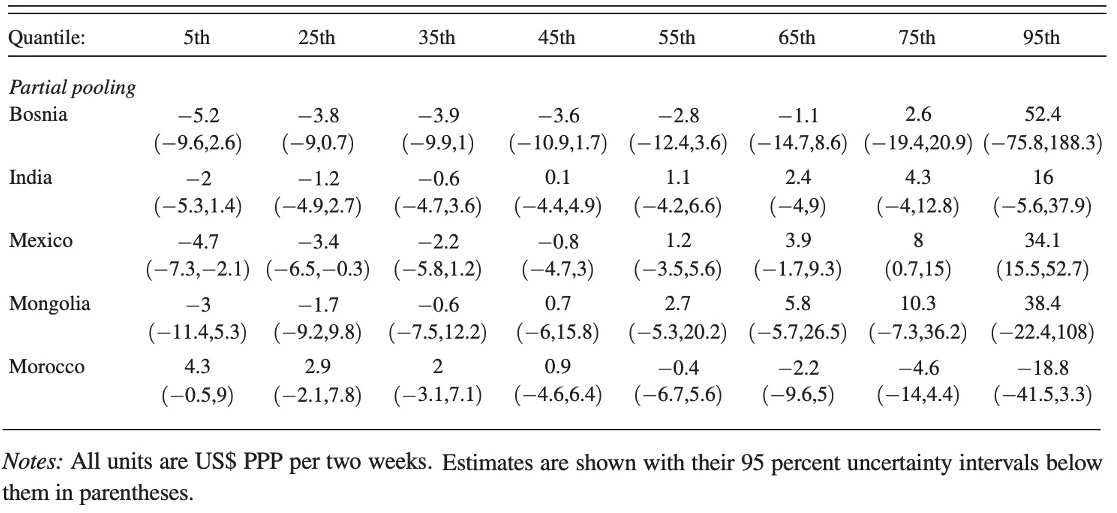 Quantile: 5th 25th 35th 45th 55th 65th 75th 95th
Partial pooling
Bosnia −5.2 −3.8 −3.9 −3.6 −2.8 −1.1 2.6 52.4
(−9.6,2.6) (−9,0.7) (−9.9,1) (−10.9,1.7) (−12.4,3.6) (−14.7,8.6) (−19.4,20.9) (−75.8,188.3)
India −2 −1.2 −0.6 0.1 1.1 2.4 4.3 16
(−5.3,1.4) (−4.9,2.7) (−4.7,3.6) (−4.4,4.9) (−4.2,6.6) (−4,9) (−4,12.8) (−5.6,37.9)
Mexico −4.7 −3.4 −2.2 −0.8 1.2 3.9 8 34.1
(−7.3,−2.1) (−6.5,−0.3) (−5.8,1.2) (−4.7,3) (−3.5,5.6) (−1.7,9.3) (0.7,15) (15.5,52.7)
Mongolia −3 −1.7 −0.6 0.7 2.7 5.8 10.3 38.4
(−11.4,5.3) (−9.2,9.8) (−7.5,12.2) (−6,15.8) (−5.3,20.2) (−5.7,26.5) (−7.3,36.2) (−22.4,108)
Morocco 4.3 2.9 2 0.9 −0.4 −2.2 −4.6 −18.8
(−0.5,9) (−2.1,7.8) (−3.1,7.1) (−4.6,6.4) (−6.7,5.6) (−9.6,5) (−14,4.4) (−41.5,3.3)
Notes: All units are US$ PPP per two weeks. Estimates are shown with their 95 percent uncertainty intervals below
them in parentheses.